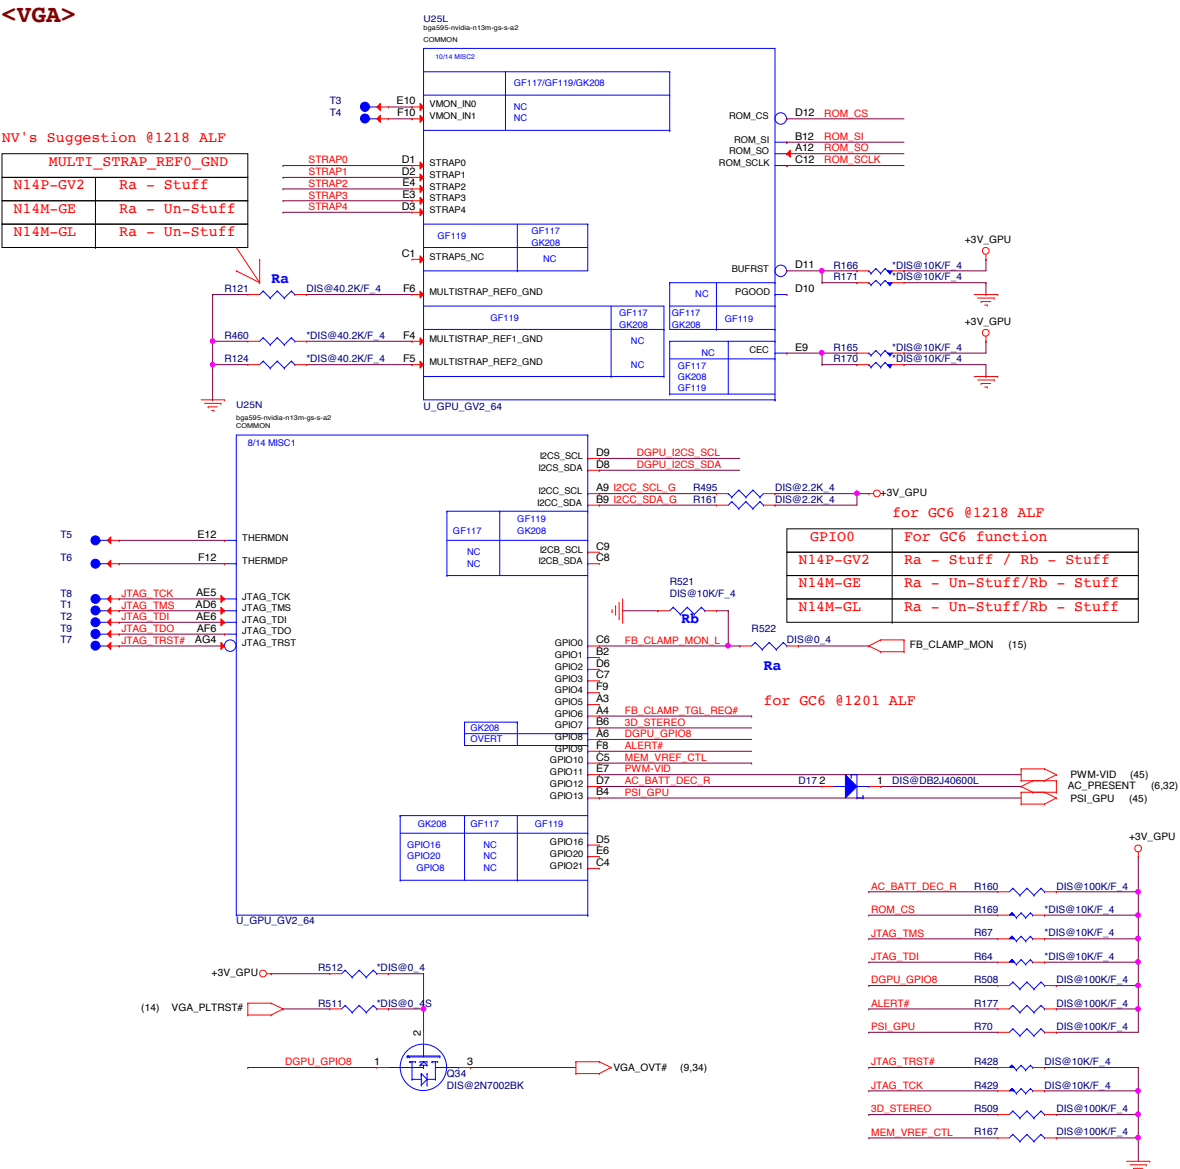 <VGA>
U25L
bga595-nvidia-n13m-gs-s-a2
COMMON
10/14 MISC2
GF117/GF119/GK208
T3 E10 VMON_IN0 NC
T4 F10 VMON_IN1 NC
ROM_CS D12 ROM_CS
ROM_SI B12 ROM_SI
ROM_SO A12 ROM_SO
ROM_SCLK C12 ROM_SCLK
NV's Suggestion @1218 ALF
MULTI_STRAP_REF0_GND
N14P-GV2 Ra - Stuff
N14M-GE Ra - Un-Stuff
N14M-GL Ra - Un-Stuff
STRAP0 D1 STRAP0
STRAP1 D2 STRAP1
STRAP2 E4 STRAP2
STRAP3 E3 STRAP3
STRAP4 D3 STRAP4
GF119 GF117 GK208
C1 STRAP5_NC NC
Ra
R121 DIS@40.2K/F_4 F6 MULTISTRAP_REF0_GND
GF119 GF117 GK208
R460 *DIS@40.2K/F_4 F4 MULTISTRAP_REF1_GND NC
R124 *DIS@40.2K/F_4 F5 MULTISTRAP_REF2_GND NC
+3V_GPU
BUFRST D11 R166 *DIS@10K/F_4
R171 *DIS@10K/F_4
NC PGOOD D10
GF117 GK208 GF119
+3V_GPU
NC CEC E9 R165 *DIS@10K/F_4
R170 *DIS@10K/F_4
GF117
GK208
GF119
U_GPU_GV2_64
U25N
bga595-nvidia-n13m-gs-s-a2
COMMON
8/14 MISC1
I2CS_SCL D9 DGPU_I2CS_SCL
I2CS_SDA D8 DGPU_I2CS_SDA
I2CC_SCL A9 I2CC_SCL_G R495 DIS@2.2K_4
I2CC_SDA B9 I2CC_SDA_G R161 DIS@2.2K_4
+3V_GPU
GF117 GF119 GK208
NC I2CB_SCL C9
NC I2CB_SDA C8
T5 E12 THERMDN
T6 F12 THERMDP
T8 JTAG_TCK AE5 JTAG_TCK
T1 JTAG_TMS AD6 JTAG_TMS
T2 JTAG_TDI AE6 JTAG_TDI
T9 JTAG_TDO AF6 JTAG_TDO
T7 JTAG_TRST# AG4 JTAG_TRST
for GC6 @1218 ALF
GPIO0 For GC6 function
N14P-GV2 Ra - Stuff / Rb - Stuff
N14M-GE Ra - Un-Stuff/Rb - Stuff
N14M-GL Ra - Un-Stuff/Rb - Stuff
R521
DIS@10K/F_4
Rb
R522 DIS@0_4
Ra
FB_CLAMP_MON (15)
for GC6 @1201 ALF
GPIO0 C6 FB_CLAMP_MON_L
GPIO1 B2
GPIO2 D6
GPIO3 C7
GPIO4 F9
GPIO5 A3
GPIO6 A4 FB_CLAMP_TGL_REQ#
GPIO7 B6 3D_STEREO
GPIO8 A6 DGPU_GPIO8
GPIO9 F8 ALERT#
GPIO10 C5 MEM_VREF_CTL
GPIO11 E7 PWM-VID
GPIO12 D7 AC_BATT_DEC_R
GPIO13 B4 PSI_GPU
GK208
OVERT
D17 2 1 DIS@DB2J40600L
PWM-VID (45)
AC_PRESENT (6,32)
PSI_GPU (45)
GK208 GF117 GF119
GPIO16 NC GPIO16 D5
GPIO20 NC GPIO20 E6
GPIO8 NC GPIO21 C4
U_GPU_GV2_64
+3V_GPU
AC_BATT_DEC_R R160 DIS@100K/F_4
ROM_CS R169 *DIS@10K/F_4
JTAG_TMS R67 *DIS@10K/F_4
JTAG_TDI R64 *DIS@10K/F_4
DGPU_GPIO8 R508 DIS@100K/F_4
ALERT# R177 DIS@100K/F_4
PSI_GPU R70 DIS@100K/F_4
JTAG_TRST# R428 DIS@10K/F_4
JTAG_TCK R429 DIS@10K/F_4
3D_STEREO R509 DIS@100K/F_4
MEM_VREF_CTL R167 DIS@100K/F_4
+3V_GPU R512 *DIS@0_4
(14) VGA_PLTRST# R511 *DIS@0_4S
2
DGPU_GPIO8 1 3 VGA_OVT# (9,34)
Q34
DIS@2N7002BK